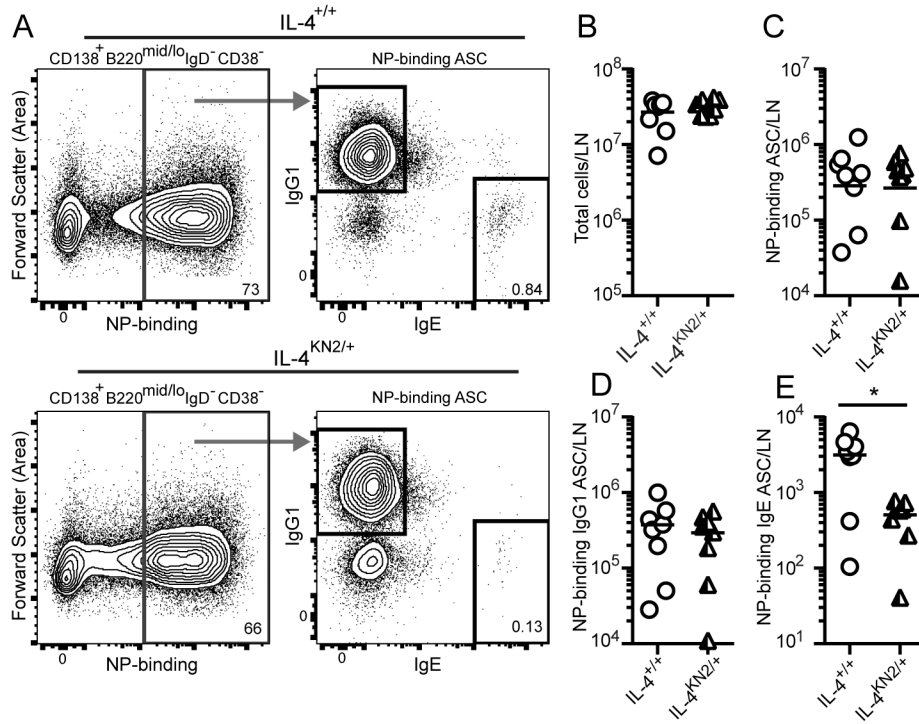 A
IL-4+/+
CD138+ B220mid/loIgD- CD38-
NP-binding ASC
Forward Scatter (Area)
73
0
NP-binding
IgG1
0
0.84
0
IgE
IL-4KN2/+
CD138+ B220mid/loIgD- CD38-
NP-binding ASC
Forward Scatter (Area)
66
0
NP-binding
IgG1
0
0.13
0
IgE
B
Total cells/LN
10^8
10^7
10^6
10^5
IL-4+/+
IL-4KN2/+
C
NP-binding ASC/LN
10^7
10^6
10^5
10^4
IL-4+/+
IL-4KN2/+
D
NP-binding IgG1 ASC/LN
10^7
10^6
10^5
10^4
IL-4+/+
IL-4KN2/+
E
*
NP-binding IgE ASC/LN
10^4
10^3
10^2
10^1
IL-4+/+
IL-4KN2/+